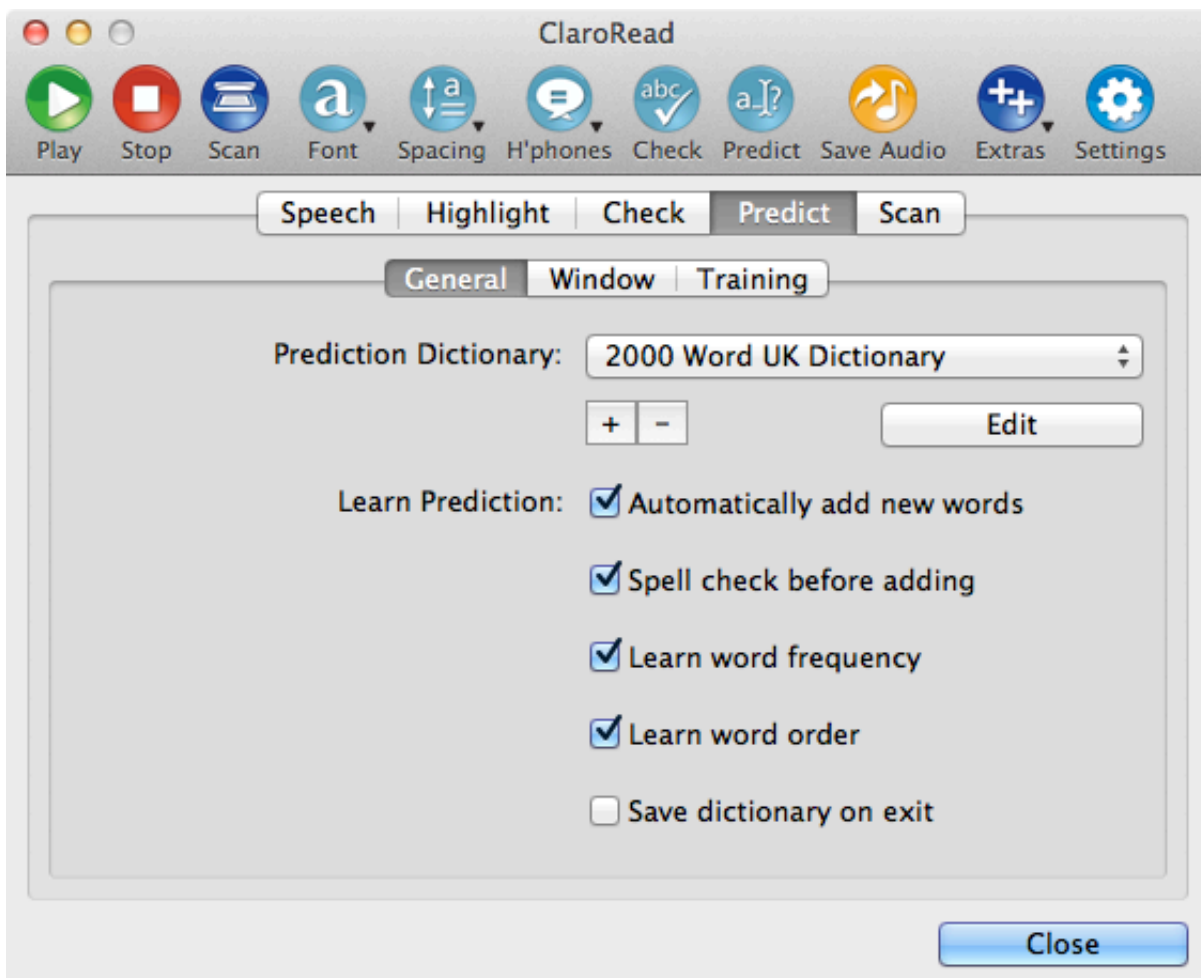 ClaroRead
a a abc a ?
Play Stop Scan Font Spacing H'phones Check Predict Save Audio Extras Settings
Speech Highlight Check Predict Scan
General Window Training
Prediction Dictionary: 2000 Word UK Dictionary
+ - Edit
Learn Prediction: Automatically add new words
Spell check before adding
Learn word frequency
Learn word order
Save dictionary on exit
Close